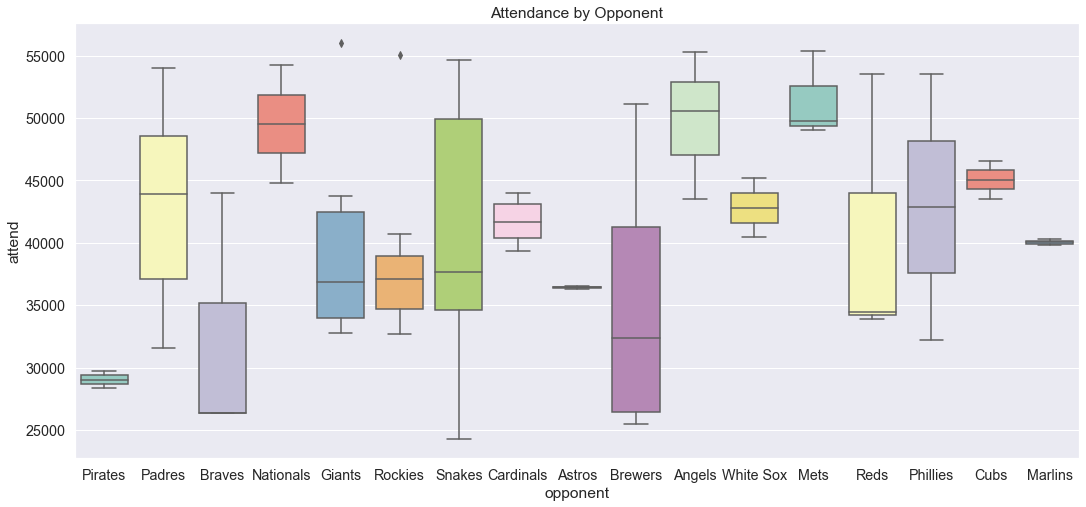 Attendance by Opponent
attend
55000
50000
45000
40000
35000
30000
25000
Pirates Padres Braves Nationals Giants Rockies Snakes Cardinals Astros Brewers Angels White Sox Mets Reds Phillies Cubs Marlins
opponent